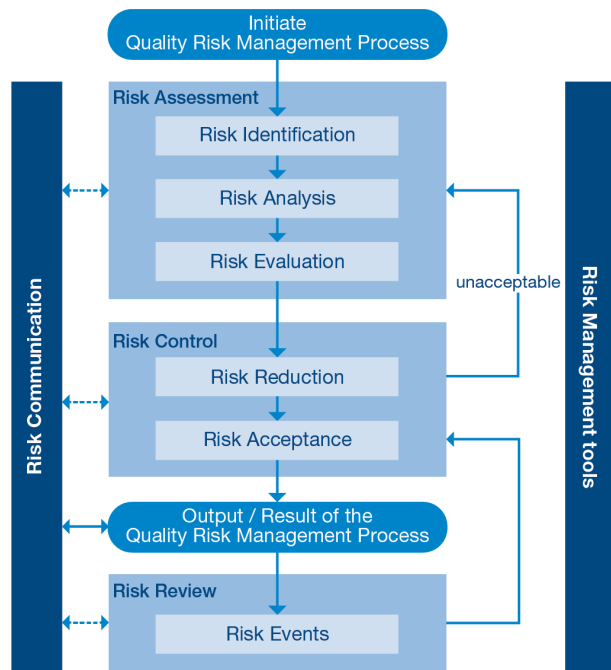 Initiate
Quality Risk Management Process
Risk Assessment
Risk Identification
Risk Analysis
Risk Evaluation
unacceptable
Risk Control
Risk Reduction
Risk Acceptance
Output / Result of the
Quality Risk Management Process
Risk Review
Risk Events
Risk Communication
Risk Management tools